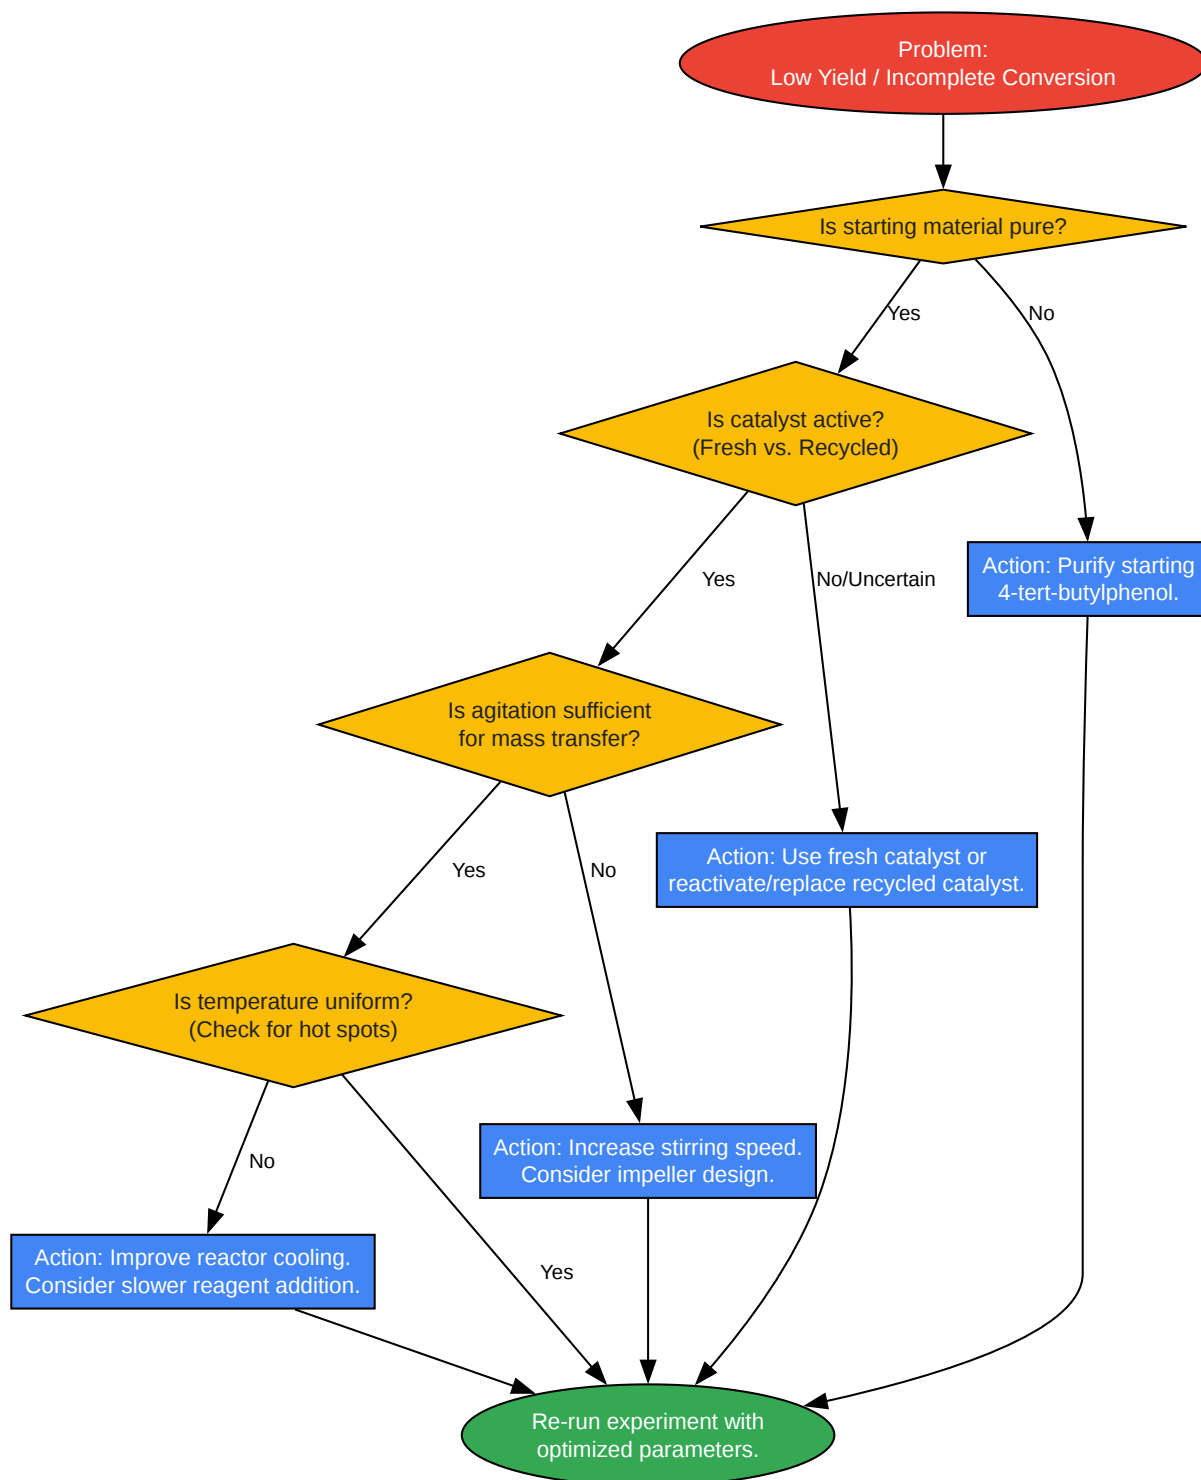 Problem:
Low Yield / Incomplete Conversion
Is starting material pure?
Yes
No
Is catalyst active?
(Fresh vs. Recycled)
Action: Purify starting
4-tert-butylphenol.
Yes
No/Uncertain
Is agitation sufficient
for mass transfer?
Action: Use fresh catalyst or
reactivate/replace recycled catalyst.
Yes
No
Is temperature uniform?
(Check for hot spots)
Action: Increase stirring speed.
Consider impeller design.
No
Action: Improve reactor cooling.
Consider slower reagent addition.
Yes
Re-run experiment with
optimized parameters.